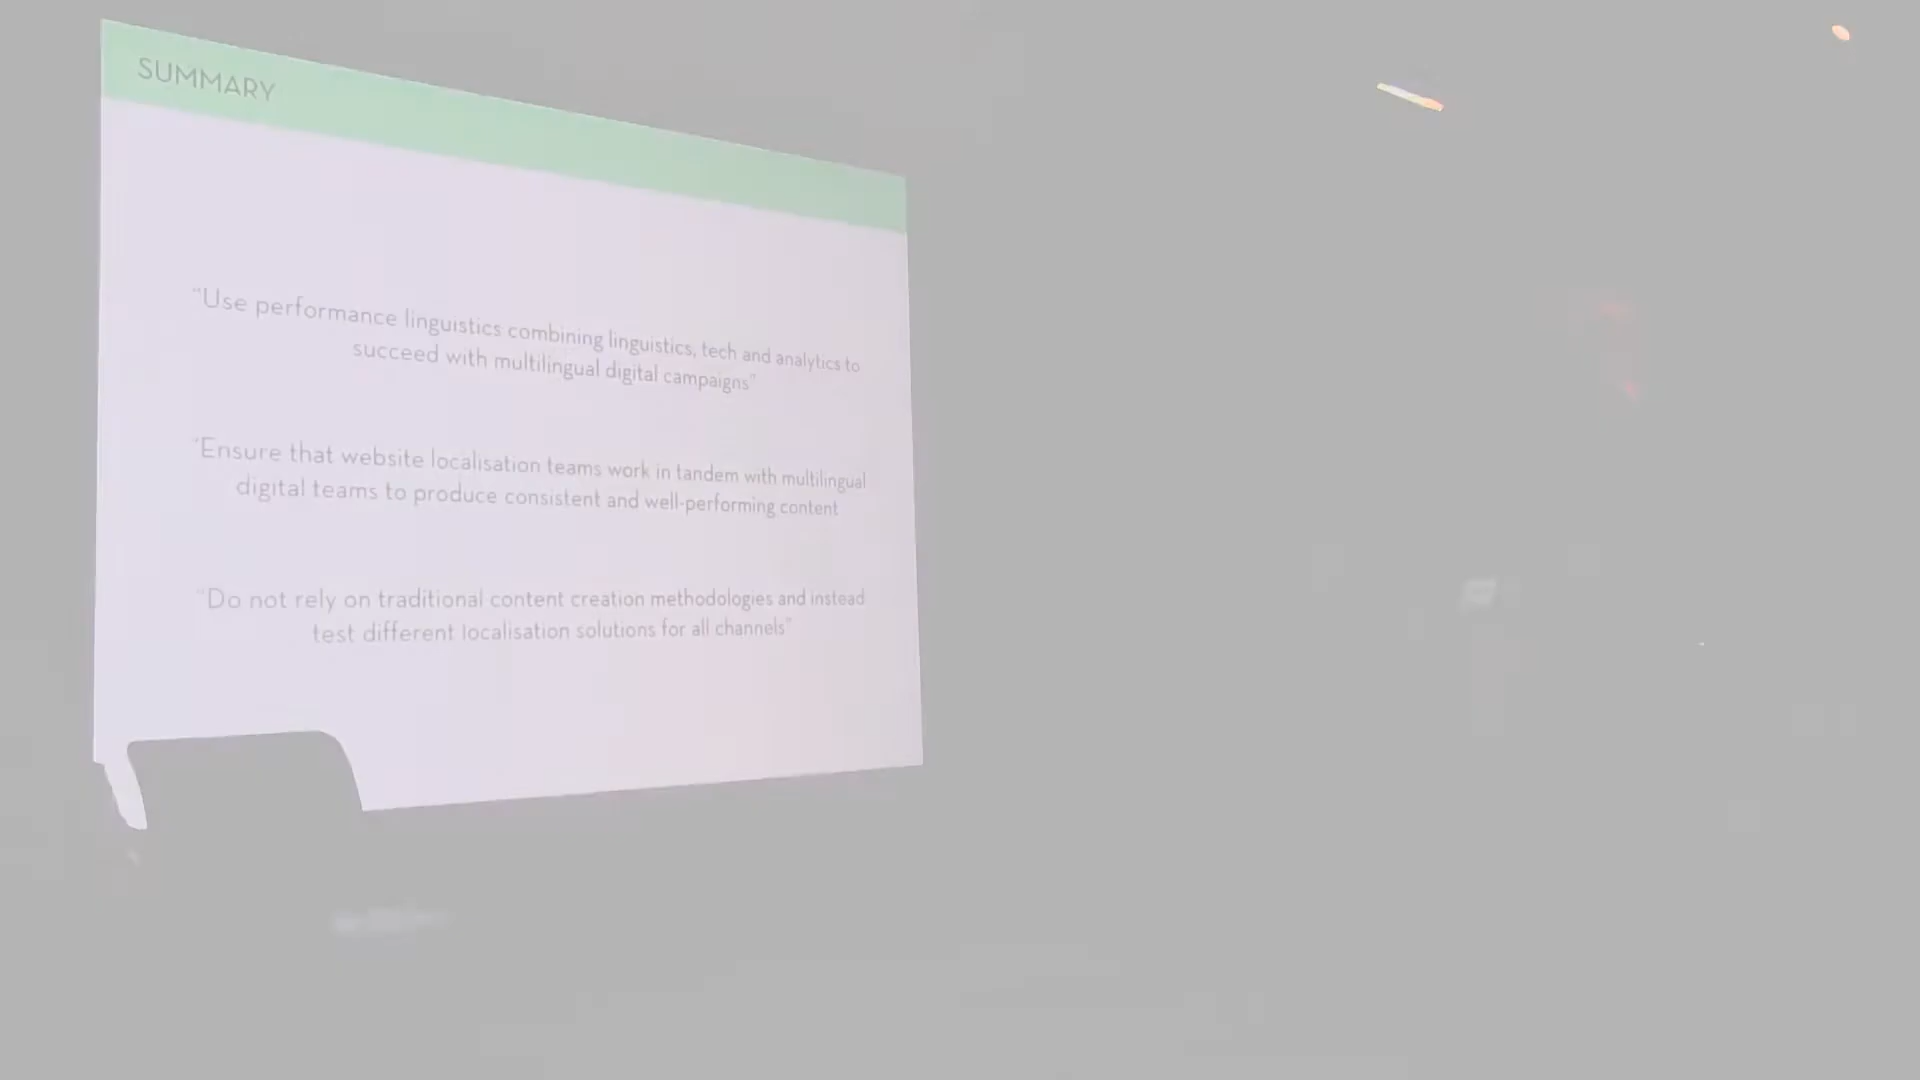 SUMMARY
“Use performance linguistics combining linguistics, tech and analytics to
succeed with multilingual digital campaigns”
“Ensure that website localisation teams work in tandem with multilingual
digital teams to produce consistent and well-performing content
“Do not rely on traditional content creation methodologies and instead
test different localisation solutions for all channels”